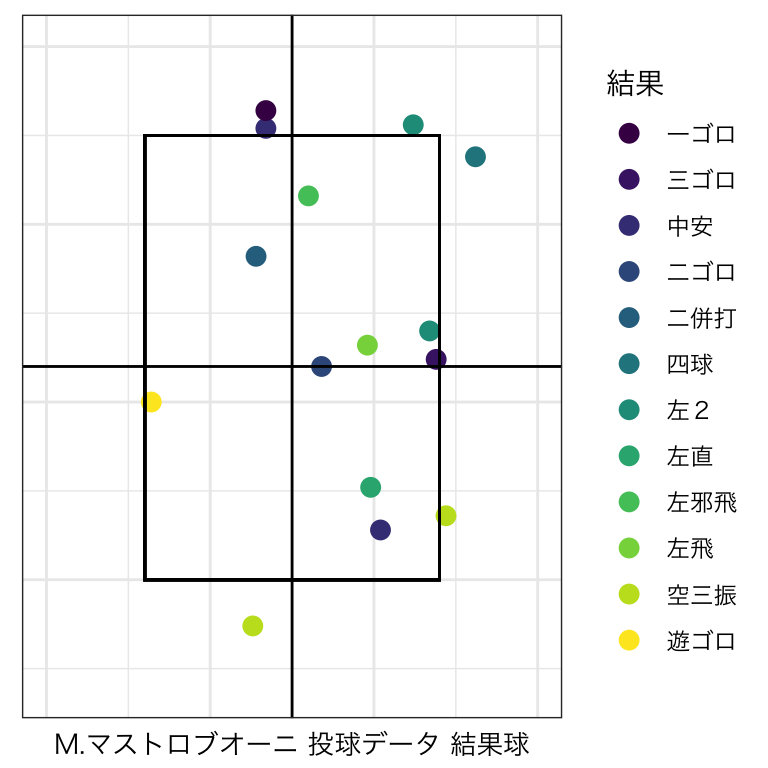 結果
一ゴロ
三ゴロ
中安
二ゴロ
二併打
四球
左２
左直
左邪飛
左飛
空三振
遊ゴロ
M.マストロブオーニ 投球データ 結果球